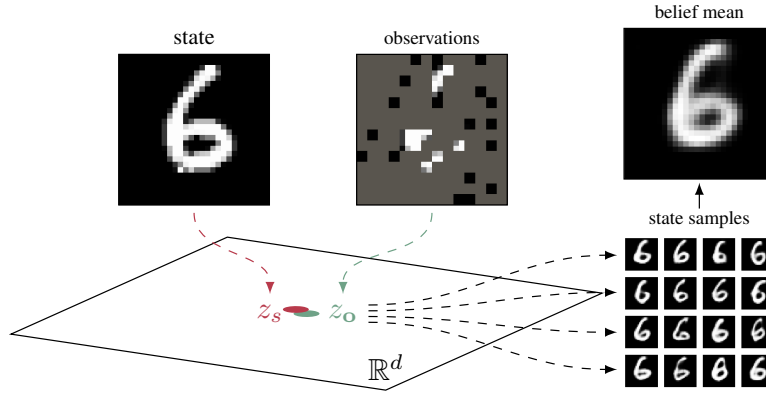 belief mean
state
observations
state samples
z_s
z_o
ℝ^d